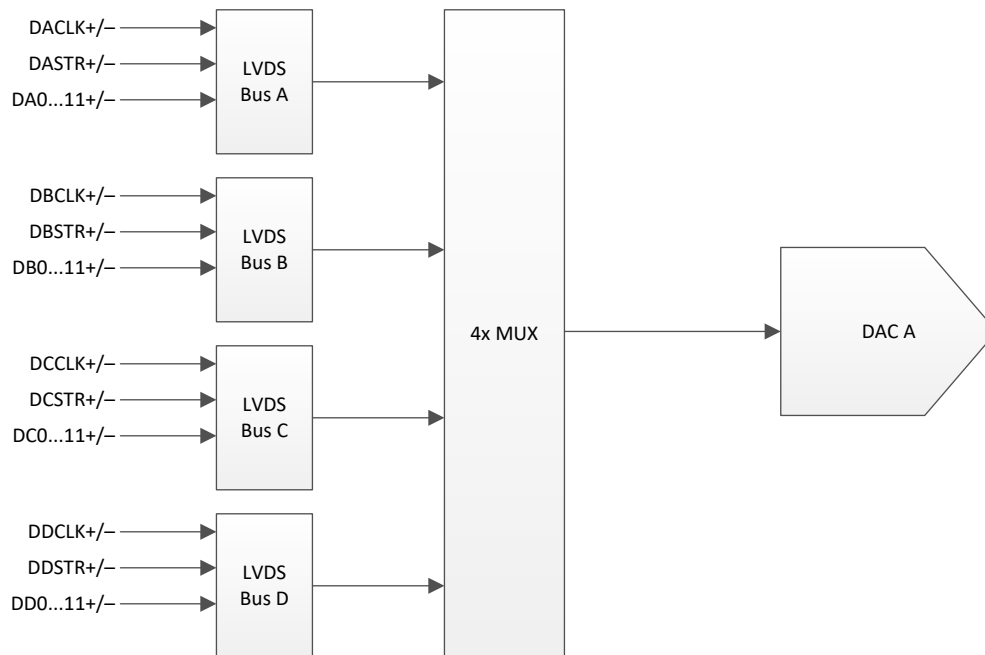 DACLK+/–
DASTR+/–
DA0...11+/–
LVDS
Bus A
DBCLK+/–
DBSTR+/–
DB0...11+/–
LVDS
Bus B
DCCLK+/–
DCSTR+/–
DC0...11+/–
LVDS
Bus C
DDCLK+/–
DDSTR+/–
DD0...11+/–
LVDS
Bus D
4x MUX
DAC A